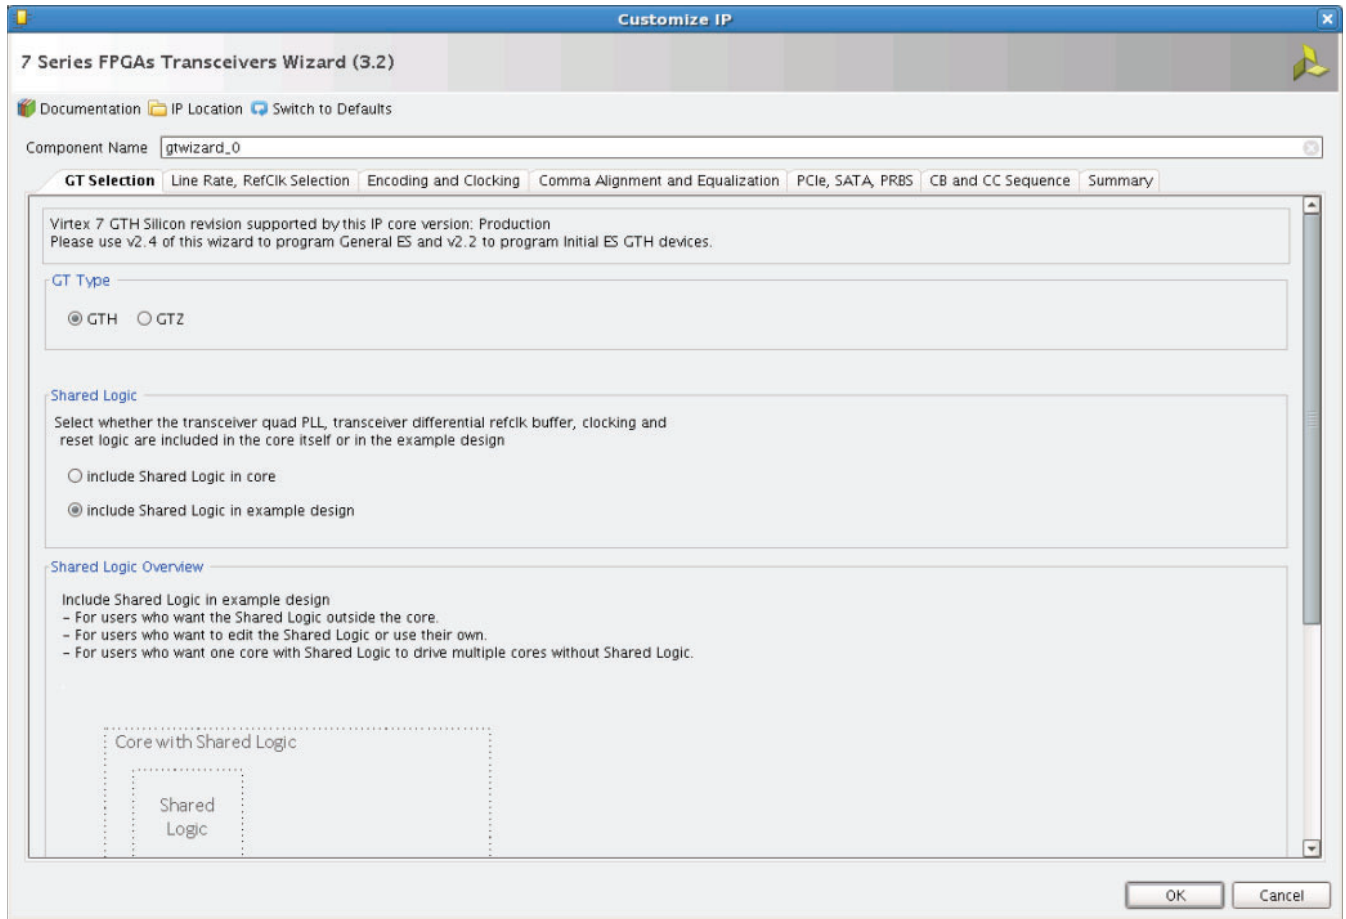 Customize IP
7 Series FPGAs Transceivers Wizard (3.2)
Documentation IP Location Switch to Defaults
Component Name gtwizard_0
GT Selection Line Rate, RefClk Selection Encoding and Clocking Comma Alignment and Equalization PCIe, SATA, PRBS CB and CC Sequence Summary
Virtex 7 GTH Silicon revision supported by this IP core version: Production
Please use v2.4 of this wizard to program General ES and v2.2 to program Initial ES GTH devices.
GT Type
GTH GTZ
Shared Logic
Select whether the transceiver quad PLL, transceiver differential refclk buffer, clocking and
reset logic are included in the core itself or in the example design
include Shared Logic in core
include Shared Logic in example design
Shared Logic Overview
Include Shared Logic in example design
– For users who want the Shared Logic outside the core.
– For users who want to edit the Shared Logic or use their own.
– For users who want one core with Shared Logic to drive multiple cores without Shared Logic.
Core with Shared Logic
Shared
Logic
OK Cancel